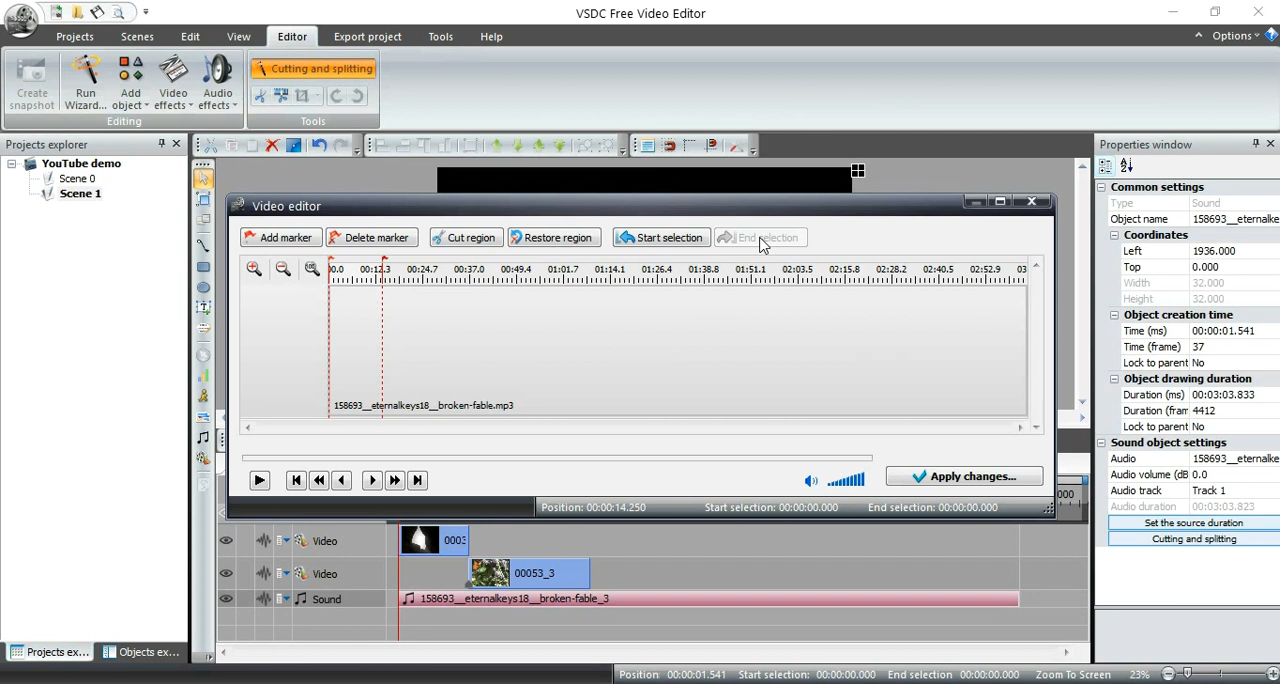 VSDC Free Video Editor
Projects Scenes Edit View Editor Export project Tools Help Options
Create snapshot
Run Wizard...
Add object
Video effects
Audio effects
Editing
Cutting and splitting
Tools
Projects explorer
YouTube demo
Scene 0
Scene 1
Projects ex... Objects ex...
Video editor
Add marker Delete marker Cut region Restore region Start selection End selection
00:12.3 00:24.7 00:37.0 00:49.4 01:01.7 01:14.1 01:26.4 01:38.8 01:51.1 02:03.5 02:15.8 02:28.2 02:40.5 02:52.9 03
158693__eternalkeys18__broken-fable.mp3
Apply changes...
Position: 00:00:14.250 Start selection: 00:00:00.000 End selection: 00:00:00.000
Video 0003
Video 00053_3
Sound 158693__eternalkeys18__broken-fable_3
Properties window
Common settings
Type Sound
Object name 158693__eternalke
Coordinates
Left 1936.000
Top 0.000
Width 32.000
Height 32.000
Object creation time
Time (ms) 00:00:01.541
Time (frame) 37
Lock to parent No
Object drawing duration
Duration (ms) 00:03:03.833
Duration (fram 4412
Lock to parent No
Sound object settings
Audio 158693__eternalke
Audio volume (dB 0.0
Audio track Track 1
Audio duration 00:03:03.823
Set the source duration
Cutting and splitting
Position: 00:00:01.541 Start selection: 00:00:00.000 End selection: 00:00:00.000 Zoom To Screen 23%